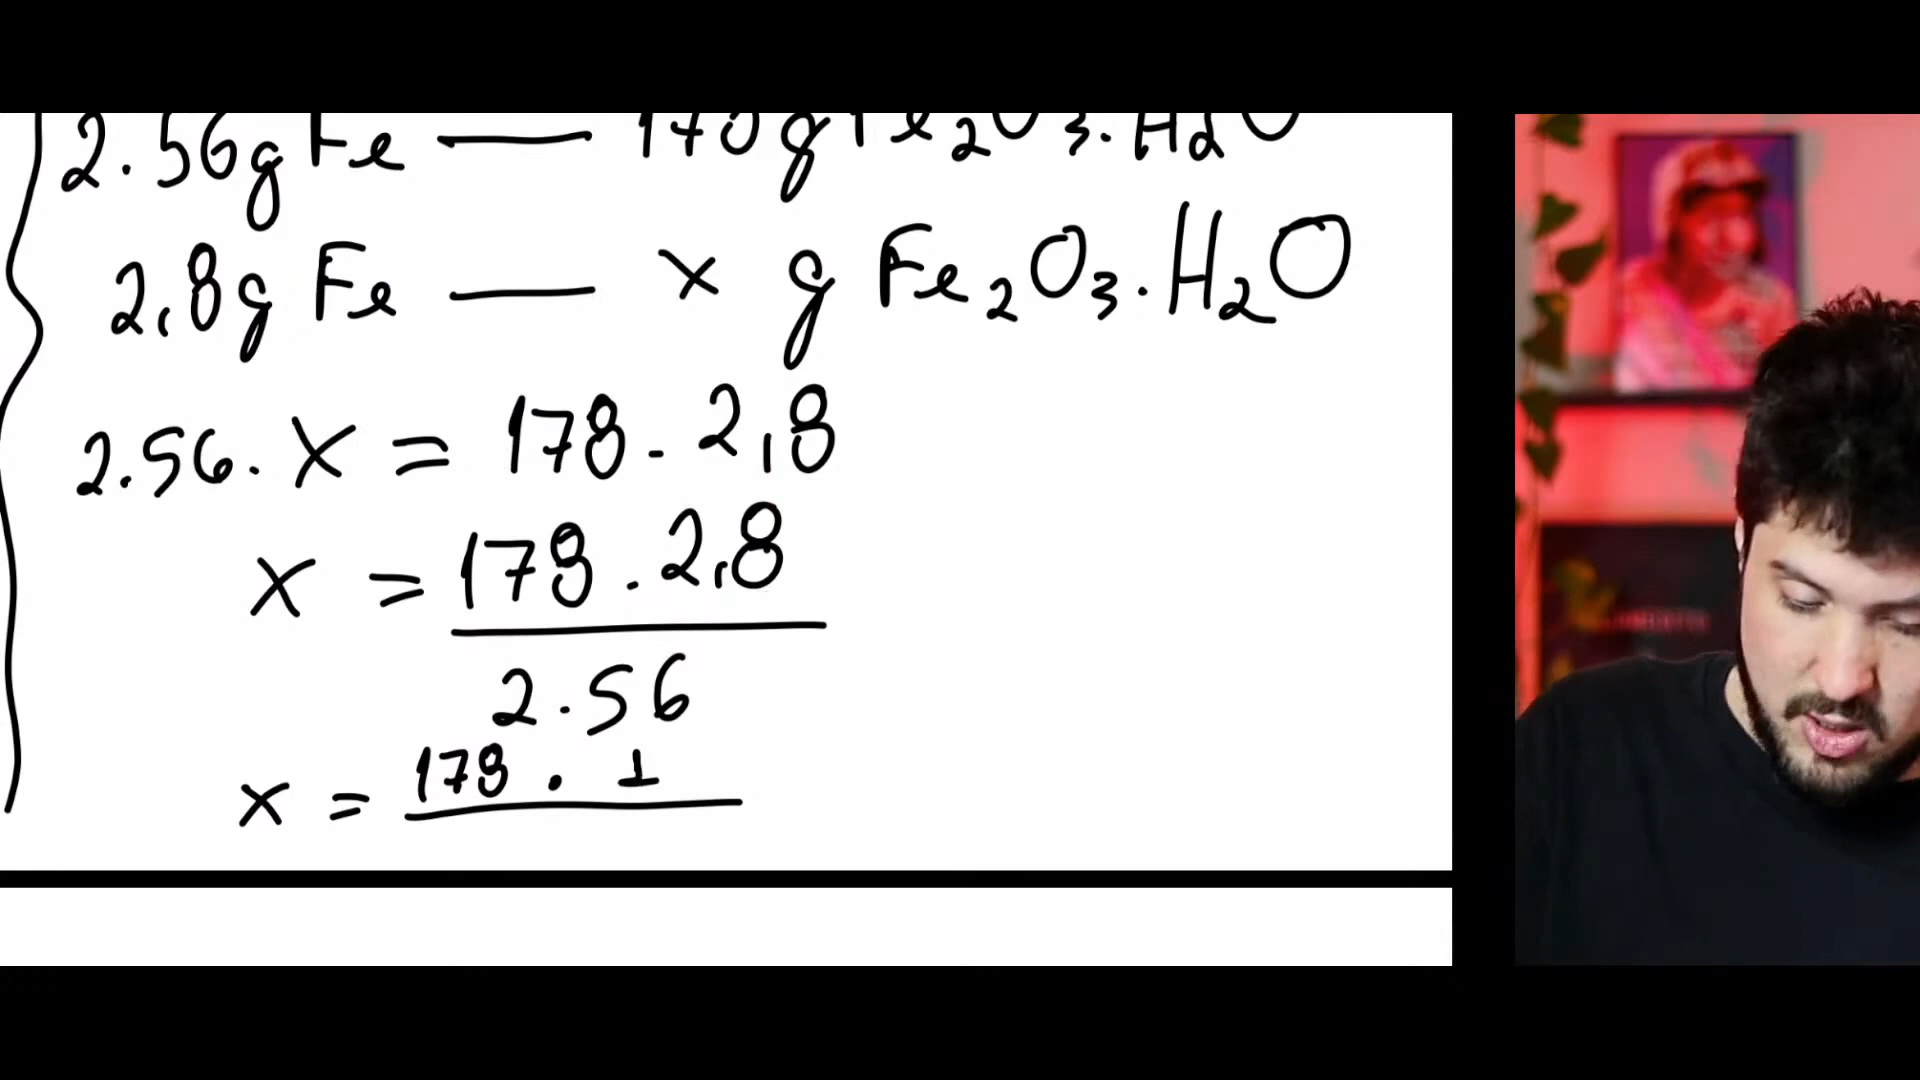 2.56g Fe — 178g Fe₂O₃.H₂O
2,8g Fe — x g Fe₂O₃.H₂O
2.56.x = 178.2,8
x = 178.2,8
2.56
x = 178 . 1